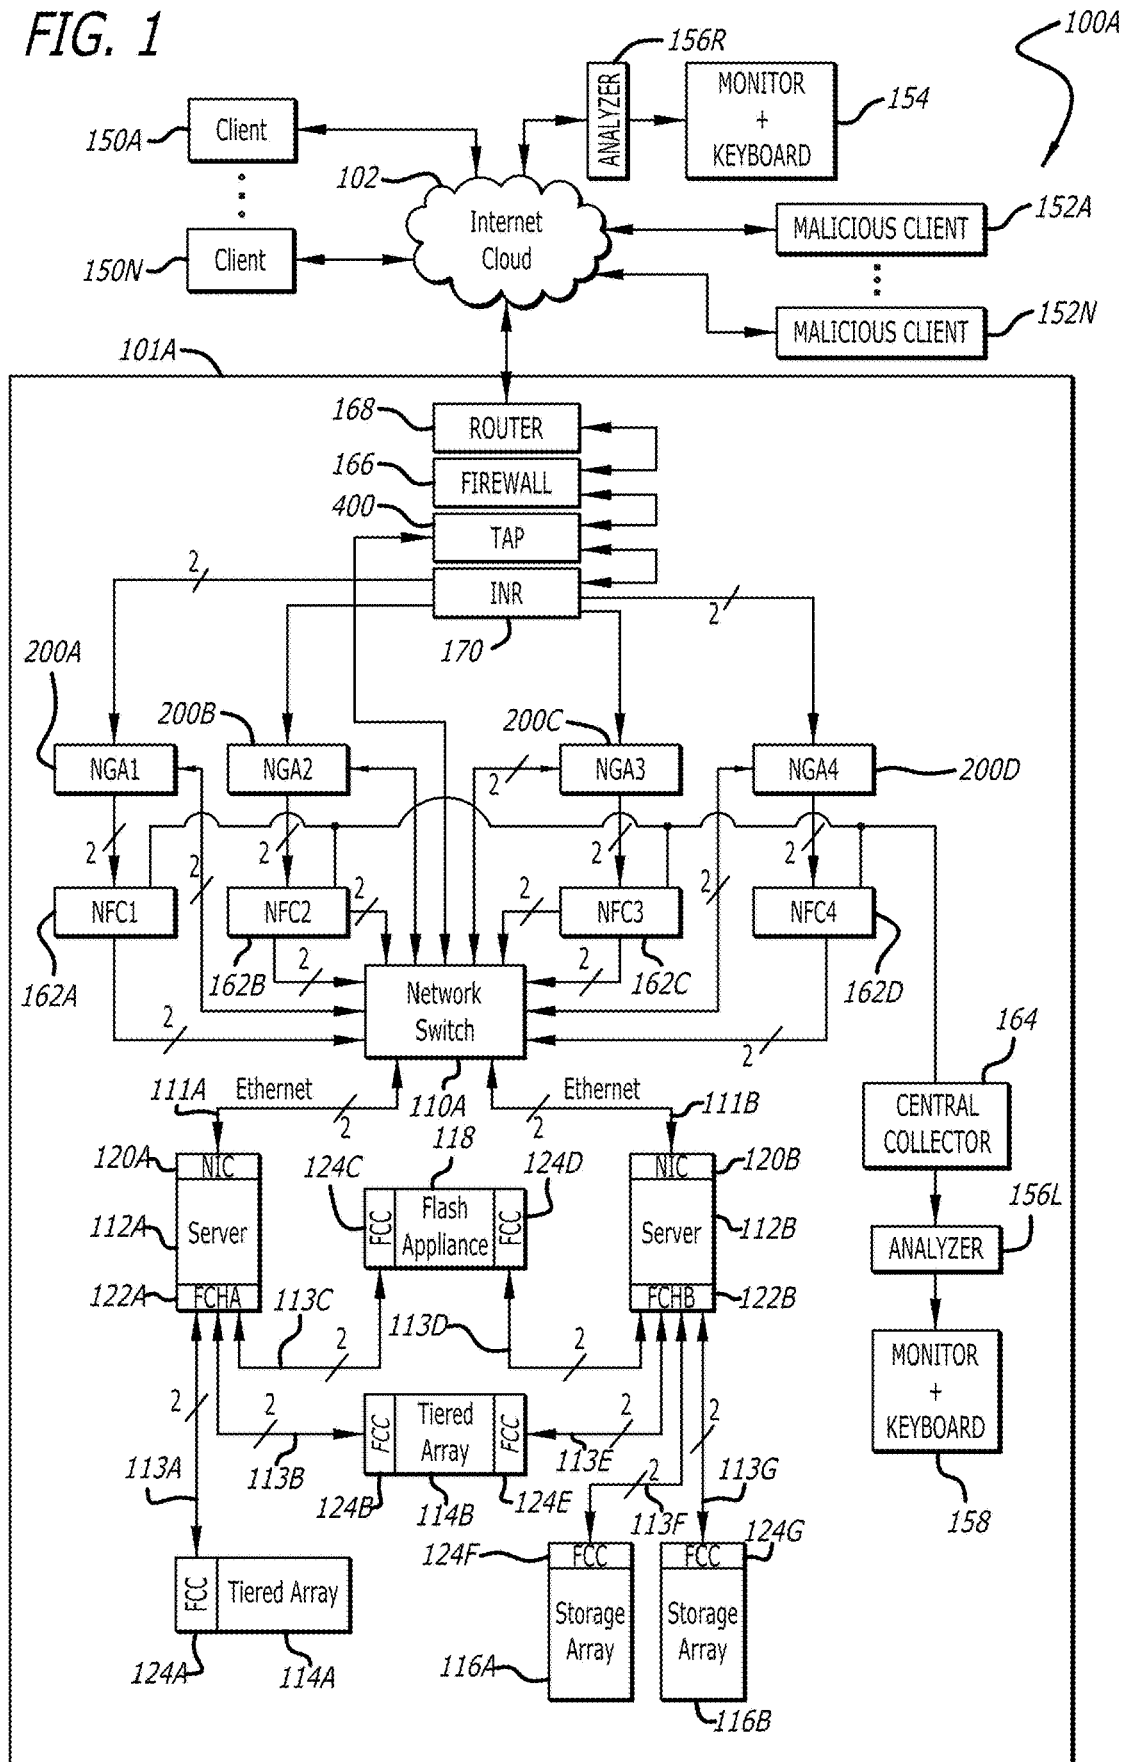 FIG. 1
100A
156R
ANALYZER
MONITOR
+
KEYBOARD
154
150A
Client
102
Internet
Cloud
MALICIOUS CLIENT
152A
150N
Client
MALICIOUS CLIENT
152N
101A
168
ROUTER
166
FIREWALL
400
TAP
2
INR
2
170
200A
200B
200C
NGA1
NGA2
2
NGA3
NGA4
200D
2
2
2
2
2
2
NFC1
NFC2
2
2
NFC3
NFC4
162A
162B
2
2
162C
162D
Network
Switch
2
2
164
111A
Ethernet
2
110A
2
Ethernet
111B
CENTRAL
COLLECTOR
120A
NIC
124C
118
124D
NIC
120B
112A
Server
FCC
Flash
Appliance
FCC
Server
112B
156L
ANALYZER
122A
FCHA
FCHB
122B
113C
2
113D
2
MONITOR
+
KEYBOARD
2
2
113B
FCC
Tiered
Array
FCC
113E
2
2
113A
124B
114B
124E
2
113F
113G
158
124F
FCC
FCC
124G
FCC
Tiered Array
Storage
Array
Storage
Array
124A
114A
116A
116B